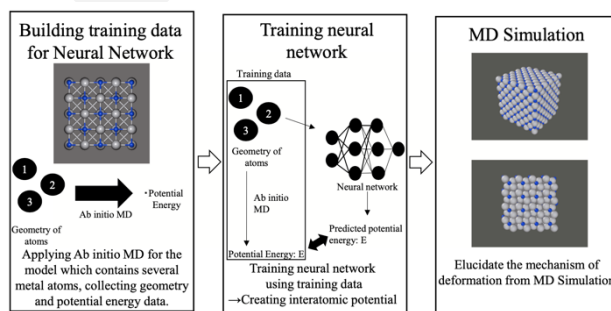 Building training data
for Neural Network
1
2
3
Geometry of
atoms
Ab initio MD
・Potential
Energy
Applying Ab initio MD for the
model which contains several
metal atoms, collecting geometry
and potential energy data.
Training neural
network
Training data
1
2
3
Geometry of
atoms
Ab initio
MD
Potential Energy: E
Neural network
Predicted potential
energy: E
Training neural network
using training data
→Creating interatomic potential
MD Simulation
Elucidate the mechanism of
deformation from MD Simulation